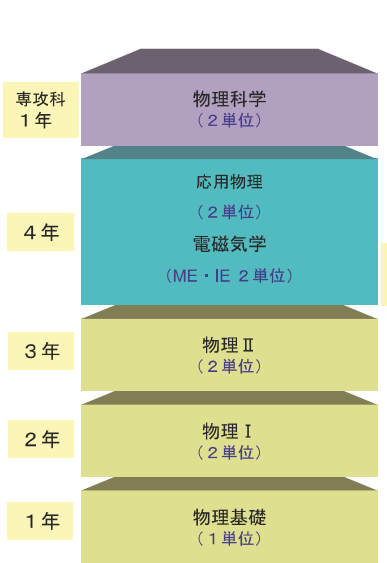 専攻科
1年
物理科学
（2単位）
4年
応用物理
（2単位）
電磁気学
（ME・IE 2単位）
3年
物理Ⅱ
（2単位）
2年
物理Ⅰ
（2単位）
1年
物理基礎
（1単位）